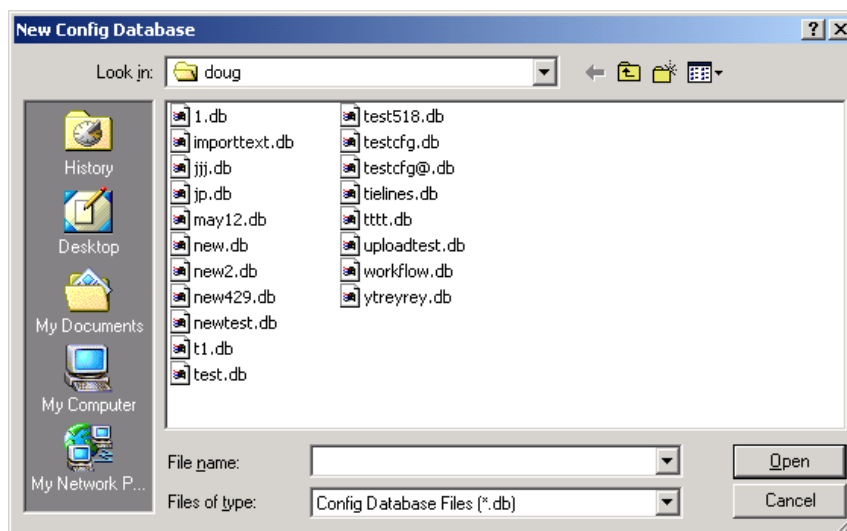 New Config Database
Look in: doug
History
Desktop
My Documents
My Computer
My Network P...
1.db
importtext.db
jjj.db
jp.db
may12.db
new.db
new2.db
new429.db
newtest.db
t1.db
test.db
test518.db
testcfg.db
testcfg@.db
tielines.db
tttt.db
uploadtest.db
workflow.db
ytreyrey.db
File name:
Open
Files of type: Config Database Files (*.db)
Cancel